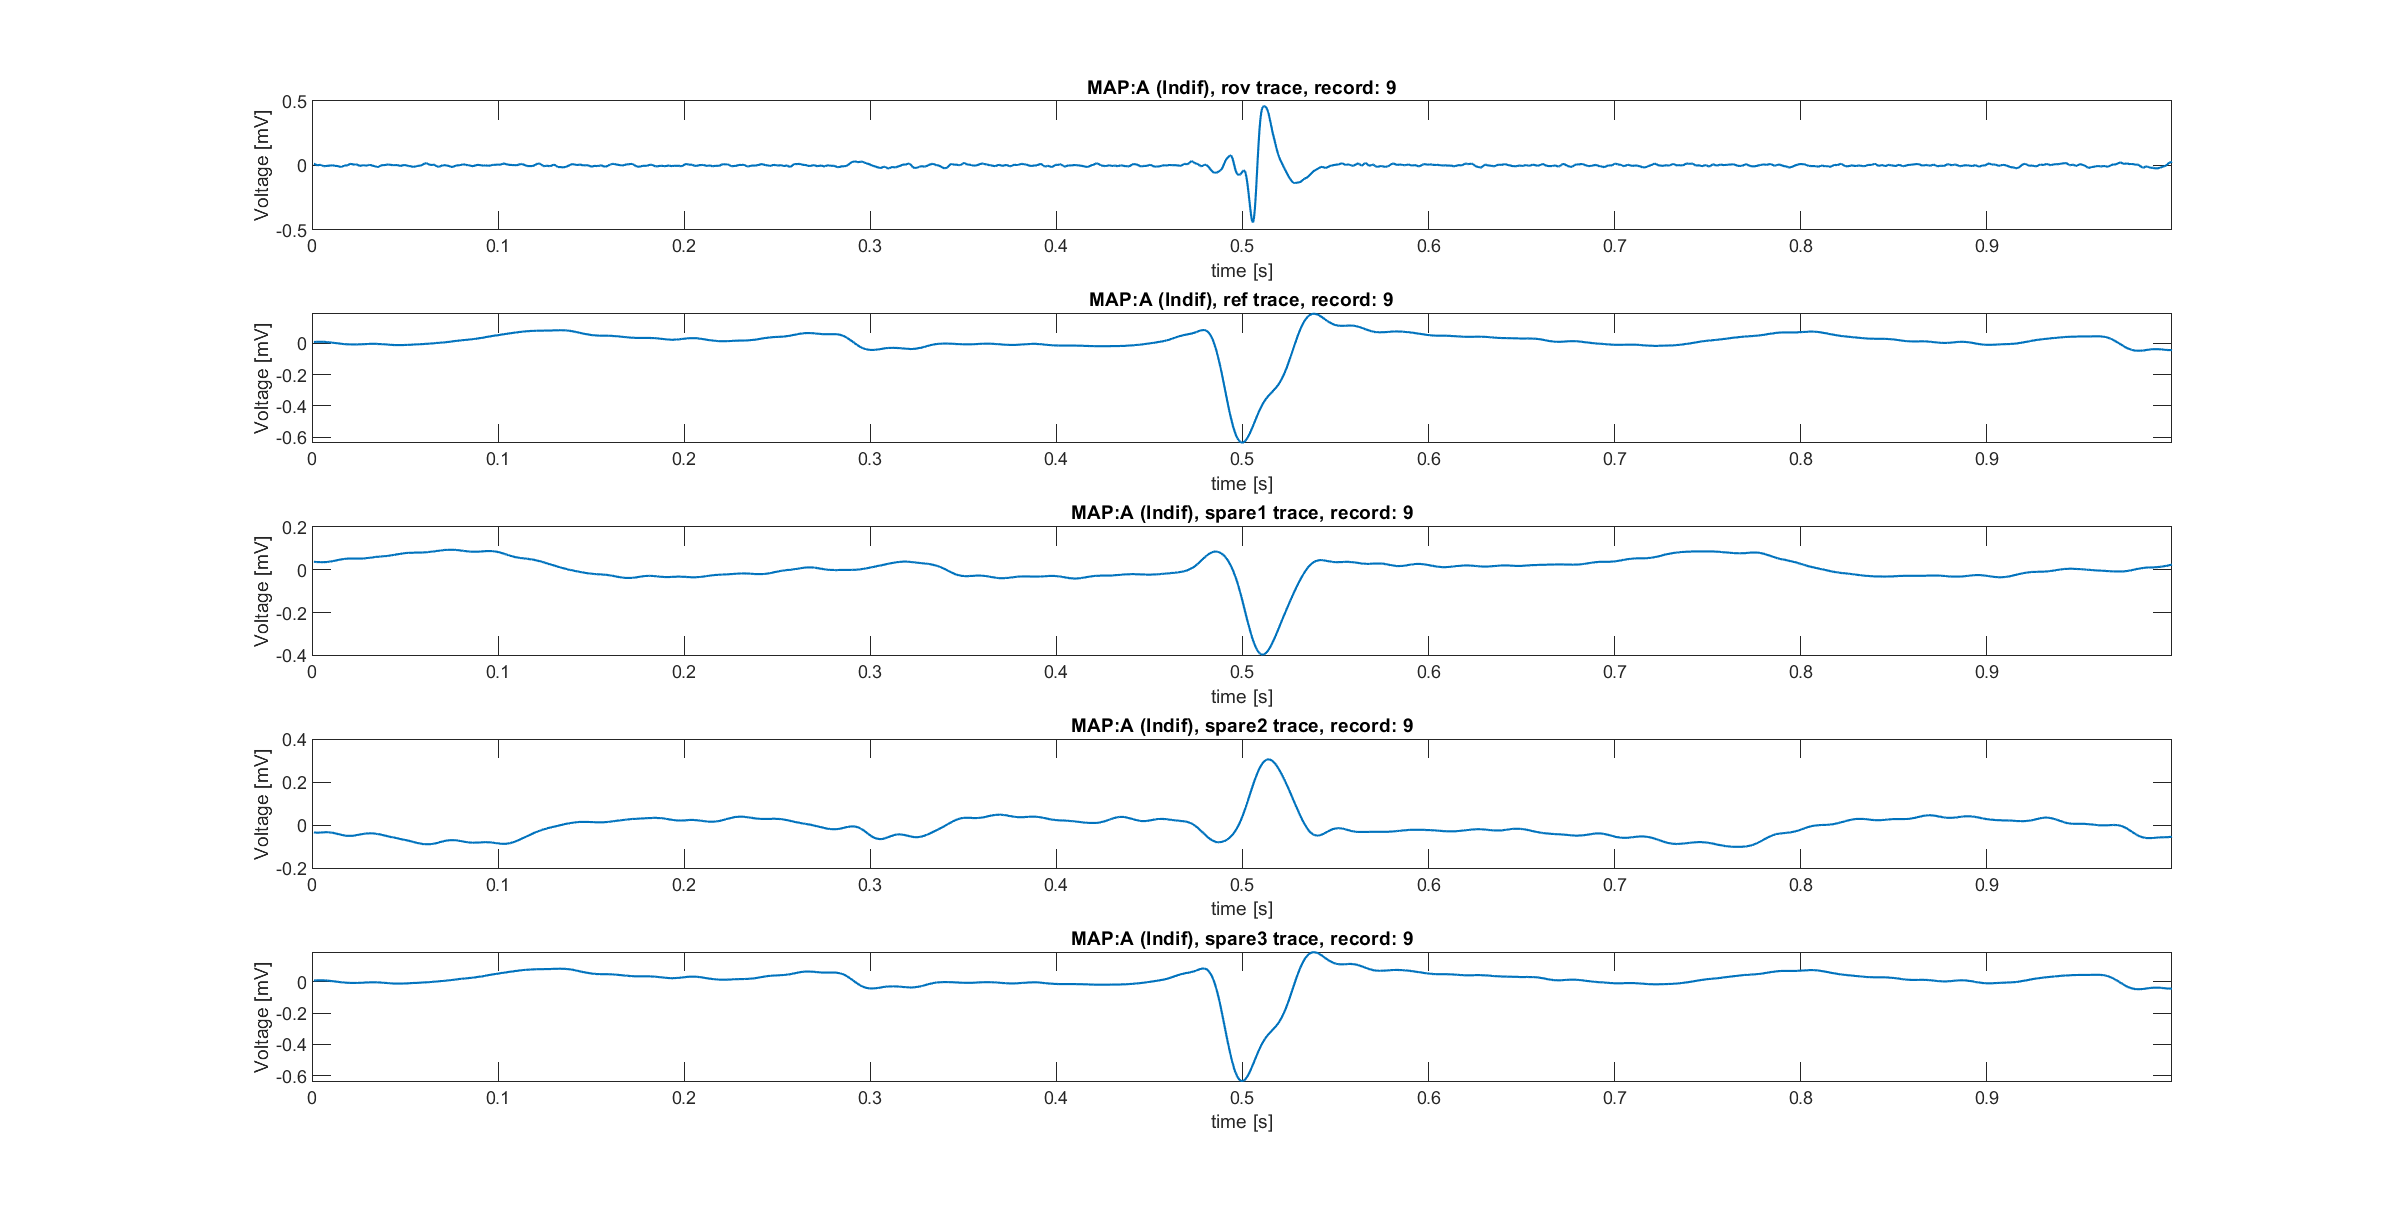 MAP:A (Indif), rov trace, record: 9
Voltage [mV]
0.5
0
-0.5
0 0.1 0.2 0.3 0.4 0.5 0.6 0.7 0.8 0.9
time [s]
MAP:A (Indif), ref trace, record: 9
Voltage [mV]
0
-0.2
-0.4
-0.6
0 0.1 0.2 0.3 0.4 0.5 0.6 0.7 0.8 0.9
time [s]
MAP:A (Indif), spare1 trace, record: 9
Voltage [mV]
0.2
0
-0.2
-0.4
0 0.1 0.2 0.3 0.4 0.5 0.6 0.7 0.8 0.9
time [s]
MAP:A (Indif), spare2 trace, record: 9
Voltage [mV]
0.4
0.2
0
-0.2
0 0.1 0.2 0.3 0.4 0.5 0.6 0.7 0.8 0.9
time [s]
MAP:A (Indif), spare3 trace, record: 9
Voltage [mV]
0
-0.2
-0.4
-0.6
0 0.1 0.2 0.3 0.4 0.5 0.6 0.7 0.8 0.9
time [s]